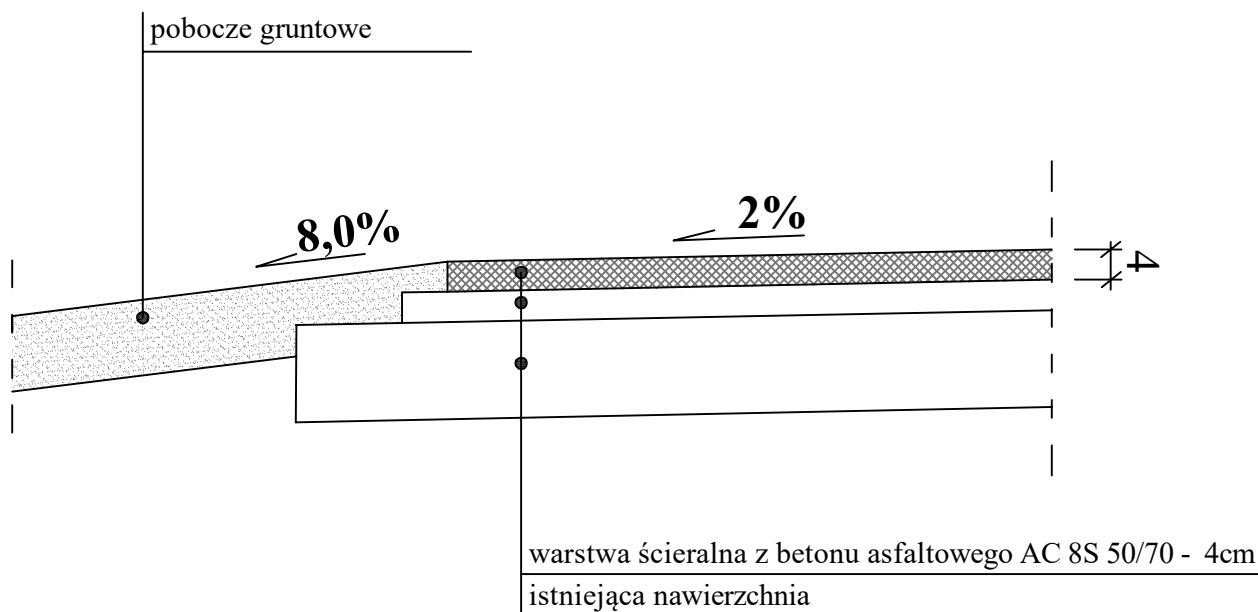 pobocze gruntowe
8,0%
2%
4
warstwa ścieralna z betonu asfaltowego AC 8S 50/70 - 4cm
istniejąca nawierzchnia